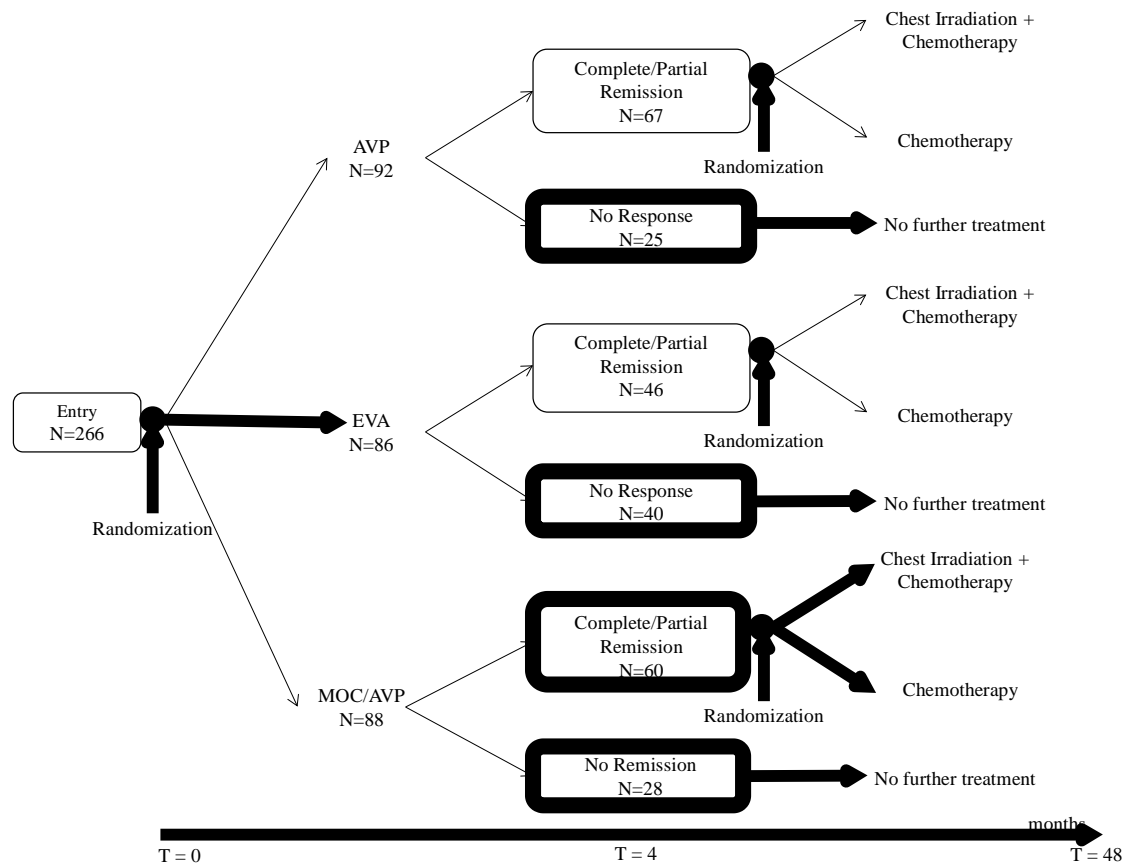 Chest Irradiation +
Chemotherapy
Complete/Partial
Remission
N=67
Chemotherapy
AVP
N=92
Randomization
No Response
N=25
No further treatment
Chest Irradiation +
Chemotherapy
Complete/Partial
Remission
N=46
Entry
N=266
EVA
N=86
Chemotherapy
Randomization
No Response
N=40
No further treatment
Randomization
Chest Irradiation +
Chemotherapy
Complete/Partial
Remission
N=60
MOC/AVP
N=88
Chemotherapy
Randomization
No Remission
N=28
No further treatment
months
T = 0
T = 4
T = 48